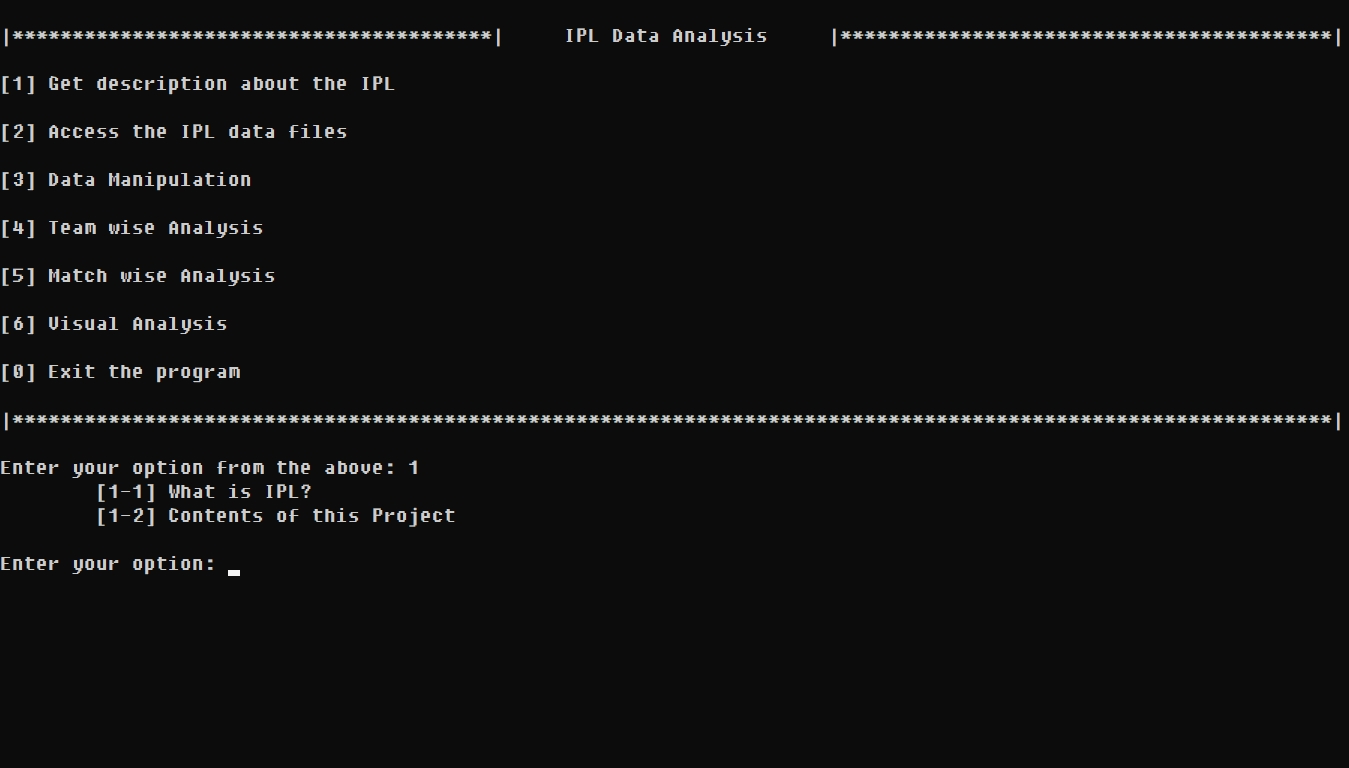 |****************************************|     IPL Data Analysis     |*****************************************|
[1] Get description about the IPL
[2] Access the IPL data files
[3] Data Manipulation
[4] Team wise Analysis
[5] Match wise Analysis
[6] Visual Analysis
[0] Exit the program
|**************************************************************************************************************|
Enter your option from the above: 1
        [1-1] What is IPL?
        [1-2] Contents of this Project
Enter your option: